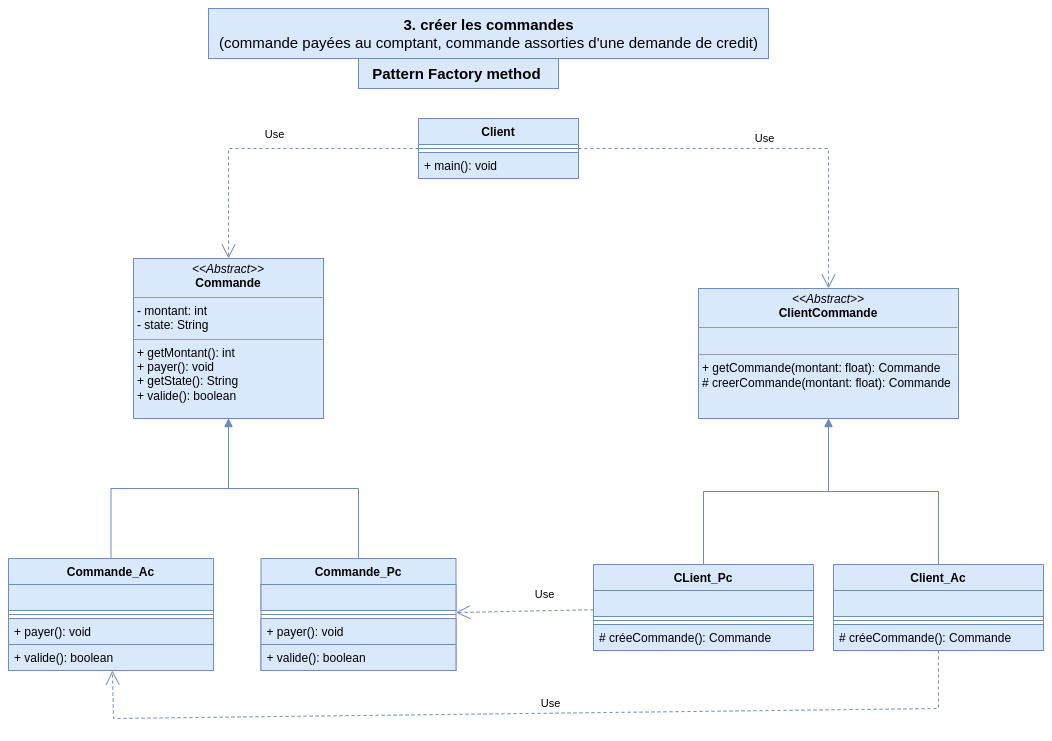 3. créer les commandes
(commande payées au comptant, commande assorties d'une demande de credit)
Pattern Factory method
Client
+ main(): void
Use
Use
<<Abstract>>
Commande
- montant: int
- state: String
+ getMontant(): int
+ payer(): void
+ getState(): String
+ valide(): boolean
<<Abstract>>
ClientCommande
+ getCommande(montant: float): Commande
# creerCommande(montant: float): Commande
Commande_Ac
+ payer(): void
+ valide(): boolean
Commande_Pc
+ payer(): void
+ valide(): boolean
Use
CLient_Pc
# créeCommande(): Commande
Client_Ac
# créeCommande(): Commande
Use